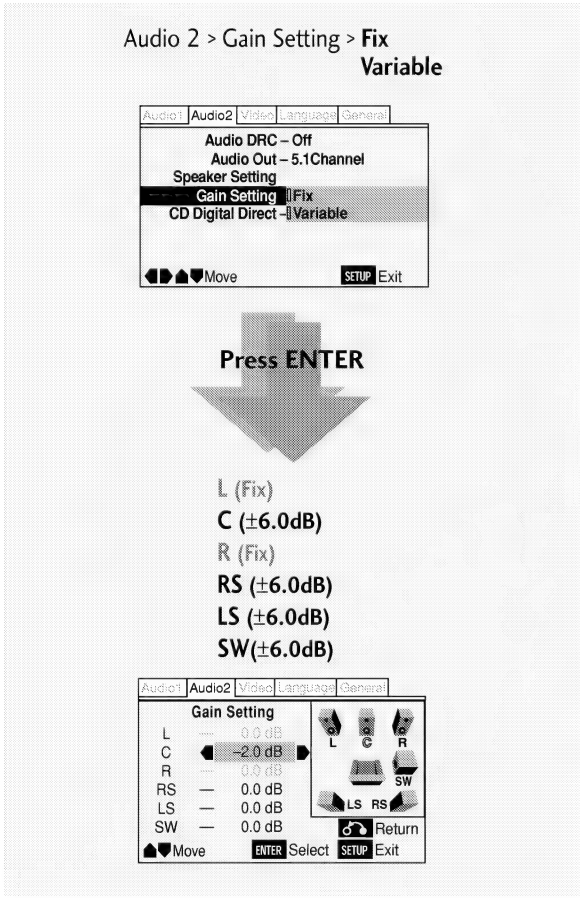 Audio 2 > Gain Setting > Fix
Variable
Audio1 Audio2 Video Language General
Audio DRC – Off
Audio Out – 5.1Channel
Speaker Setting
Gain Setting Fix
CD Digital Direct – Variable
Move SETUP Exit
Press ENTER
L (Fix)
C (±6.0dB)
R (Fix)
RS (±6.0dB)
LS (±6.0dB)
SW(±6.0dB)
Audio1 Audio2 Video Language General
Gain Setting
L — 0.0 dB
C –2.0 dB
R — 0.0 dB
RS — 0.0 dB
LS — 0.0 dB
SW — 0.0 dB
L C R
SW
LS RS
Return
Move ENTER Select SETUP Exit